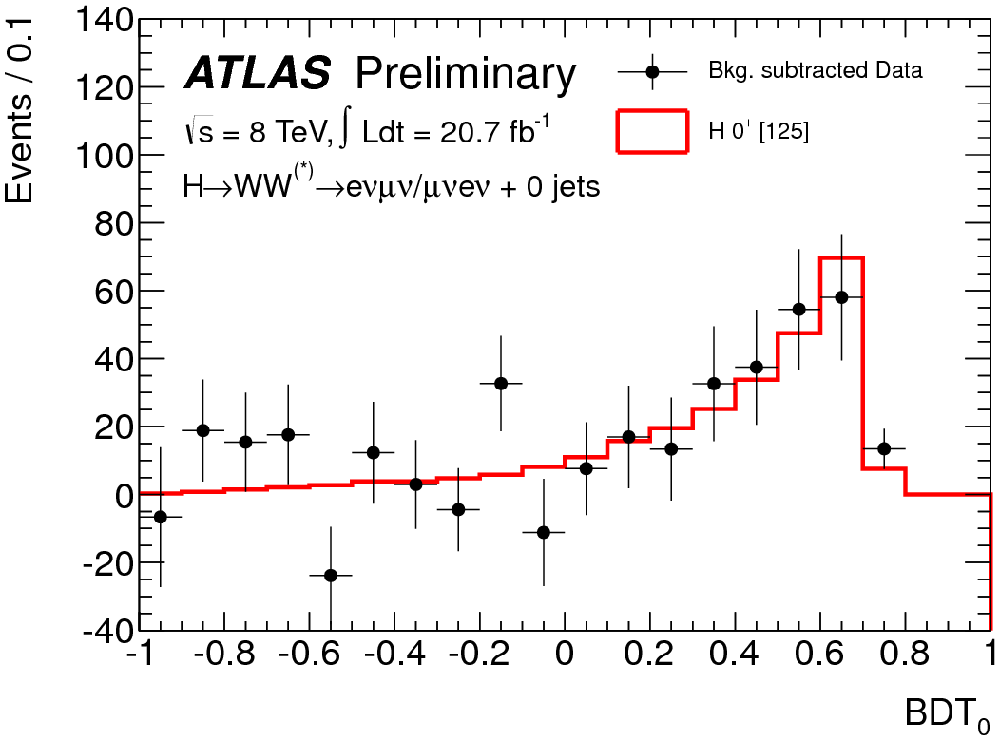 140
120
100
80
60
40
20
0
-20
-40
Events / 0.1
ATLAS Preliminary
√s = 8 TeV, ∫ Ldt = 20.7 fb⁻¹
H→WW⁽*⁾→eνμν/μνeν + 0 jets
Bkg. subtracted Data
H 0⁺ [125]
-1 -0.8 -0.6 -0.4 -0.2 0 0.2 0.4 0.6 0.8 1
BDT₀